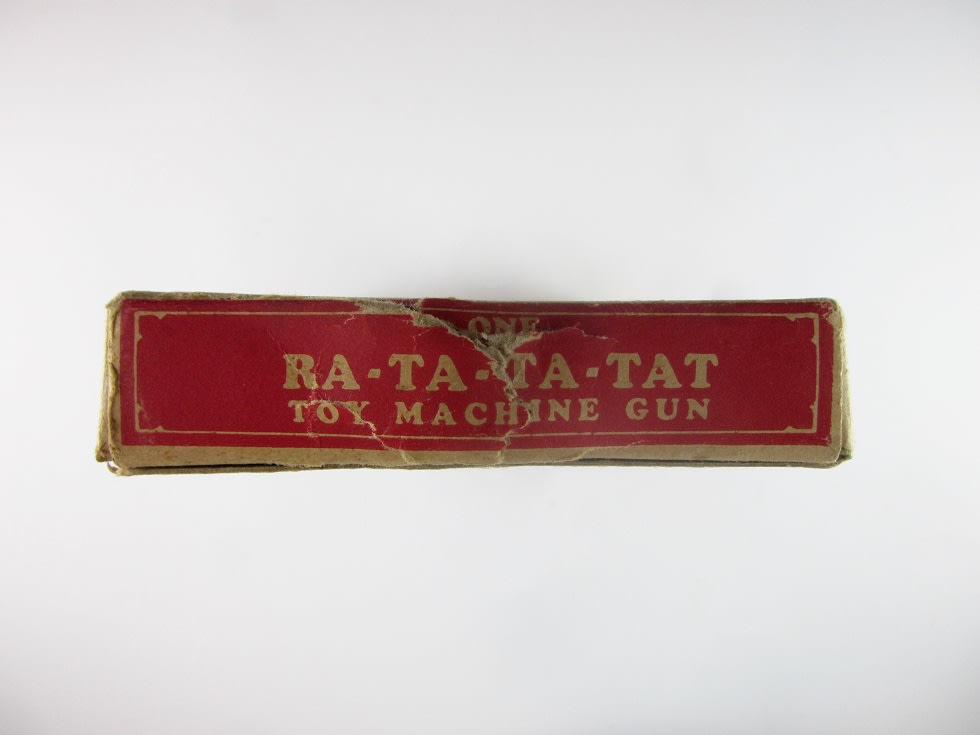 ONE
RA-TA-TA-TAT
TOY MACHINE GUN